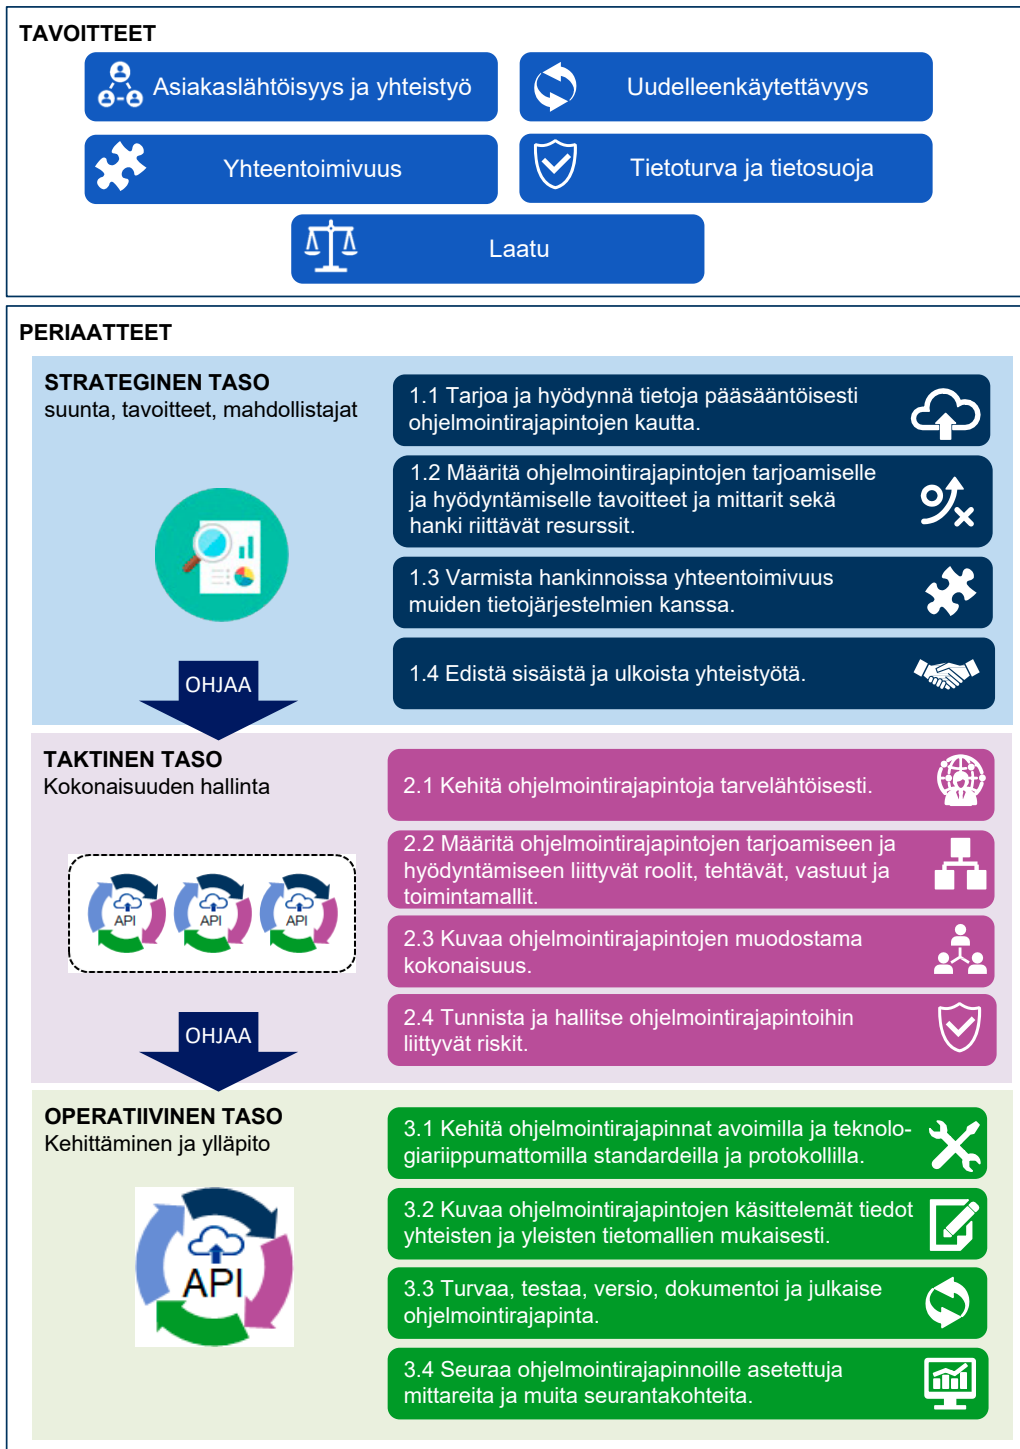 TAVOITTEET
Asiakaslähtöisyys ja yhteistyö
Uudelleenkäytettävyys
Yhteentoimivuus
Tietoturva ja tietosuoja
Laatu
PERIAATTEET
STRATEGINEN TASO
suunta, tavoitteet, mahdollistajat
1.1 Tarjoa ja hyödynnä tietoja pääsääntöisesti
ohjelmointirajapintojen kautta.
1.2 Määritä ohjelmointirajapintojen tarjoamiselle
ja hyödyntämiselle tavoitteet ja mittarit sekä
hanki riittävät resurssit.
1.3 Varmista hankinnoissa yhteentoimivuus
muiden tietojärjestelmien kanssa.
1.4 Edistä sisäistä ja ulkoista yhteistyötä.
OHJAA
TAKTINEN TASO
Kokonaisuuden hallinta
2.1 Kehitä ohjelmointirajapintoja tarvelähtöisesti.
2.2 Määritä ohjelmointirajapintojen tarjoamiseen ja
hyödyntämiseen liittyvät roolit, tehtävät, vastuut ja
toimintamallit.
API
API
API
2.3 Kuvaa ohjelmointirajapintojen muodostama
kokonaisuus.
2.4 Tunnista ja hallitse ohjelmointirajapintoihin
liittyvät riskit.
OHJAA
OPERATIIVINEN TASO
Kehittäminen ja ylläpito
3.1 Kehitä ohjelmointirajapinnat avoimilla ja teknolo-
giariippumattomilla standardeilla ja protokollilla.
3.2 Kuvaa ohjelmointirajapintojen käsittelemät tiedot
yhteisten ja yleisten tietomallien mukaisesti.
API
3.3 Turvaa, testaa, versio, dokumentoi ja julkaise
ohjelmointirajapinta.
3.4 Seuraa ohjelmointirajapinnoille asetettuja
mittareita ja muita seurantakohteita.